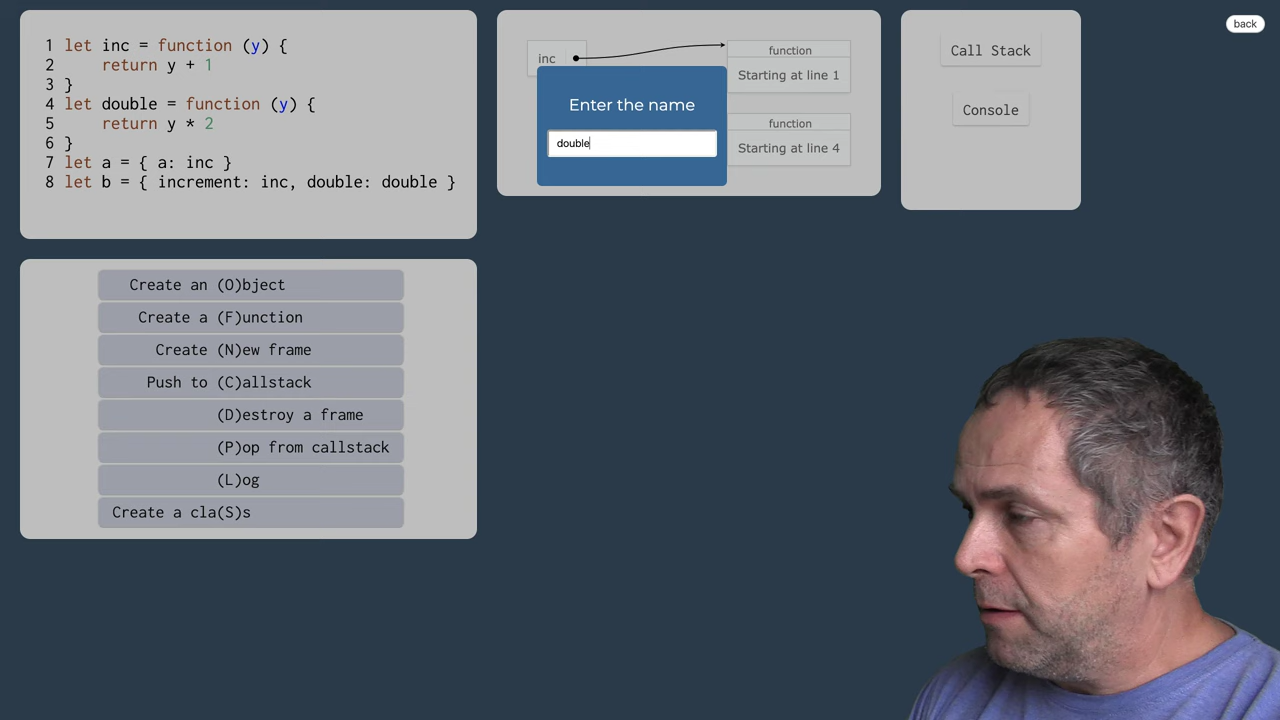 1 let inc = function (y) {
2     return y + 1
3 }
4 let double = function (y) {
5     return y * 2
6 }
7 let a = { a: inc }
8 let b = { increment: inc, double: double }
inc
function
Starting at line 1
function
Starting at line 4
Enter the name
double
Call Stack
Console
back
Create an (O)bject
Create a (F)unction
Create (N)ew frame
Push to (C)allstack
(D)estroy a frame
(P)op from callstack
(L)og
Create a cla(S)s